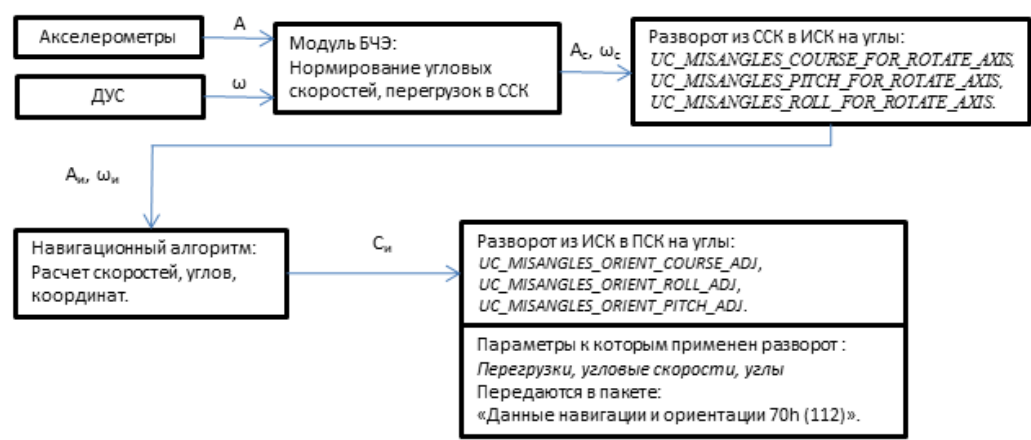 Акселерометры
A
ДУС
ω
Модуль БЧЭ:
Нормирование угловых
скоростей, перегрузок в ССК
Aс, ωс
Разворот из ССК в ИСК на углы:
UC_MISANGLES_COURSE_FOR_ROTATE_AXIS,
UC_MISANGLES_PITCH_FOR_ROTATE_AXIS,
UC_MISANGLES_ROLL_FOR_ROTATE_AXIS.
Aи, ωи
Навигационный алгоритм:
Расчет скоростей, углов,
координат.
Cи
Разворот из ИСК в ПСК на углы:
UC_MISANGLES_ORIENT_COURSE_ADJ,
UC_MISANGLES_ORIENT_ROLL_ADJ,
UC_MISANGLES_ORIENT_PITCH_ADJ.
Параметры к которым применен разворот :
Перегрузки, угловые скорости, углы
Передаются в пакете:
«Данные навигации и ориентации 70h (112)».